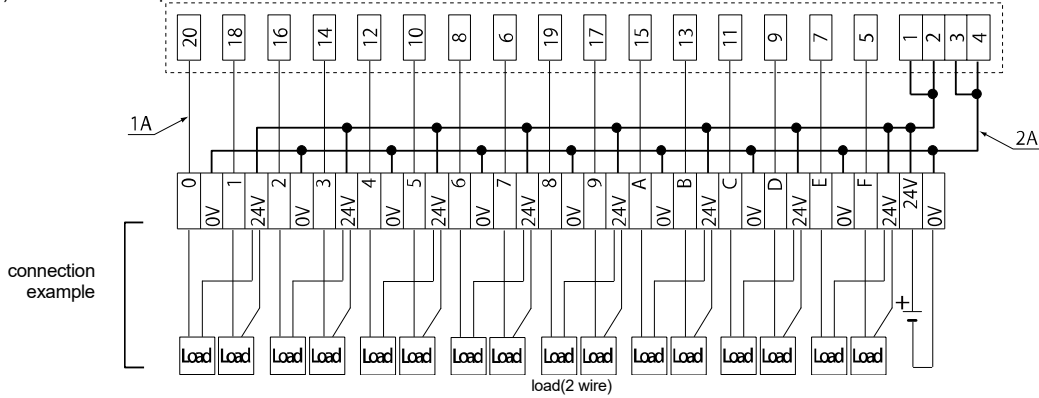 20 18 16 14 12 10 8 6 19 17 15 13 11 9 7 5 1 2 3 4
1A
2A
0 0V 1 24V 2 0V 3 24V 4 0V 5 24V 6 0V 7 24V 8 0V 9 24V A 0V B 24V C 0V D 24V E 0V F 24V 24V 0V
connection
example
+
Load Load Load Load Load Load Load Load Load Load Load Load Load Load Load Load
load(2 wire)